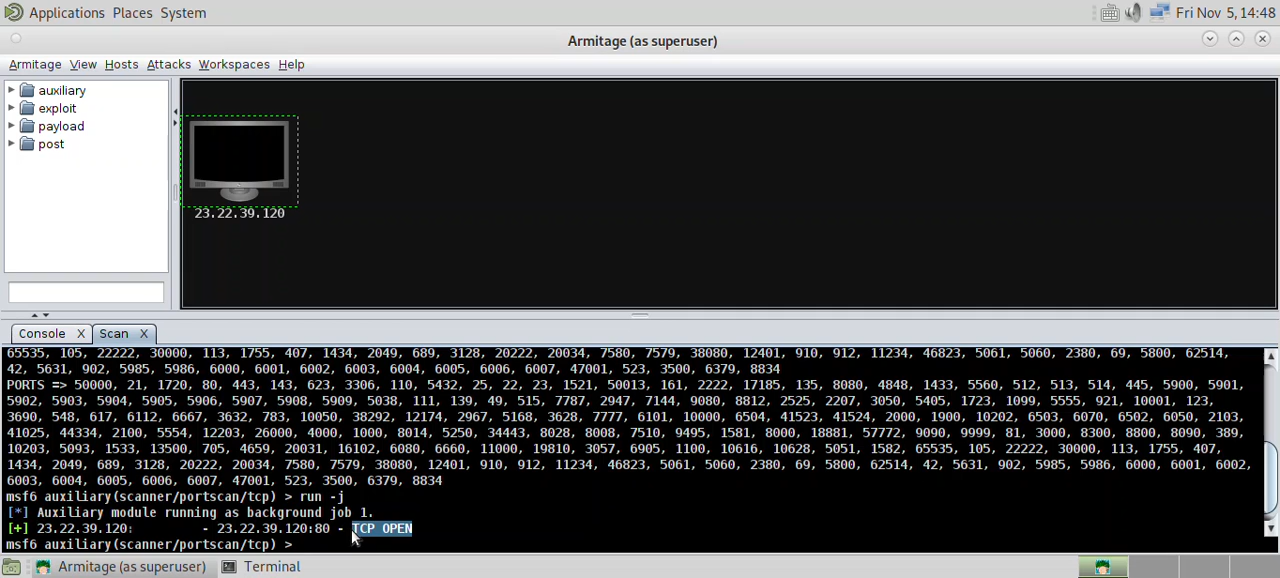 Applications Places System
Fri Nov 5, 14:48
Armitage (as superuser)
Armitage View Hosts Attacks Workspaces Help
auxiliary
exploit
payload
post
23.22.39.120
Console X Scan X
65535, 105, 22222, 30000, 113, 1755, 407, 1434, 2049, 689, 3128, 20222, 20034, 7580, 7579, 38080, 12401, 910, 912, 11234, 46823, 5061, 5060, 2380, 69, 5800, 62514,
42, 5631, 902, 5985, 5986, 6000, 6001, 6002, 6003, 6004, 6005, 6006, 6007, 47001, 523, 3500, 6379, 8834
PORTS => 50000, 21, 1720, 80, 443, 143, 623, 3306, 110, 5432, 25, 22, 23, 1521, 50013, 161, 2222, 17185, 135, 8080, 4848, 1433, 5560, 512, 513, 514, 445, 5900, 5901,
5902, 5903, 5904, 5905, 5906, 5907, 5908, 5909, 5038, 111, 139, 49, 515, 7787, 2947, 7144, 9080, 8812, 2525, 2207, 3050, 5405, 1723, 1099, 5555, 921, 10001, 123,
3690, 548, 617, 6112, 6667, 3632, 783, 10050, 38292, 12174, 2967, 5168, 3628, 7777, 6101, 10000, 6504, 41523, 41524, 2000, 1900, 10202, 6503, 6070, 6502, 6050, 2103,
41025, 44334, 2100, 5554, 12203, 26000, 4000, 1000, 8014, 5250, 34443, 8028, 8008, 7510, 9495, 1581, 8000, 18881, 57772, 9090, 9999, 81, 3000, 8300, 8800, 8090, 389,
10203, 5093, 1533, 13500, 705, 4659, 20031, 16102, 6080, 6660, 11000, 19810, 3057, 6905, 1100, 10616, 10628, 5051, 1582, 65535, 105, 22222, 30000, 113, 1755, 407,
1434, 2049, 689, 3128, 20222, 20034, 7580, 7579, 38080, 12401, 910, 912, 11234, 46823, 5061, 5060, 2380, 69, 5800, 62514, 42, 5631, 902, 5985, 5986, 6000, 6001, 6002,
6003, 6004, 6005, 6006, 6007, 47001, 523, 3500, 6379, 8834
msf6 auxiliary(scanner/portscan/tcp) > run -j
[*] Auxiliary module running as background job 1.
[+] 23.22.39.120: - 23.22.39.120:80 - TCP OPEN
msf6 auxiliary(scanner/portscan/tcp) >
Armitage (as superuser) Terminal